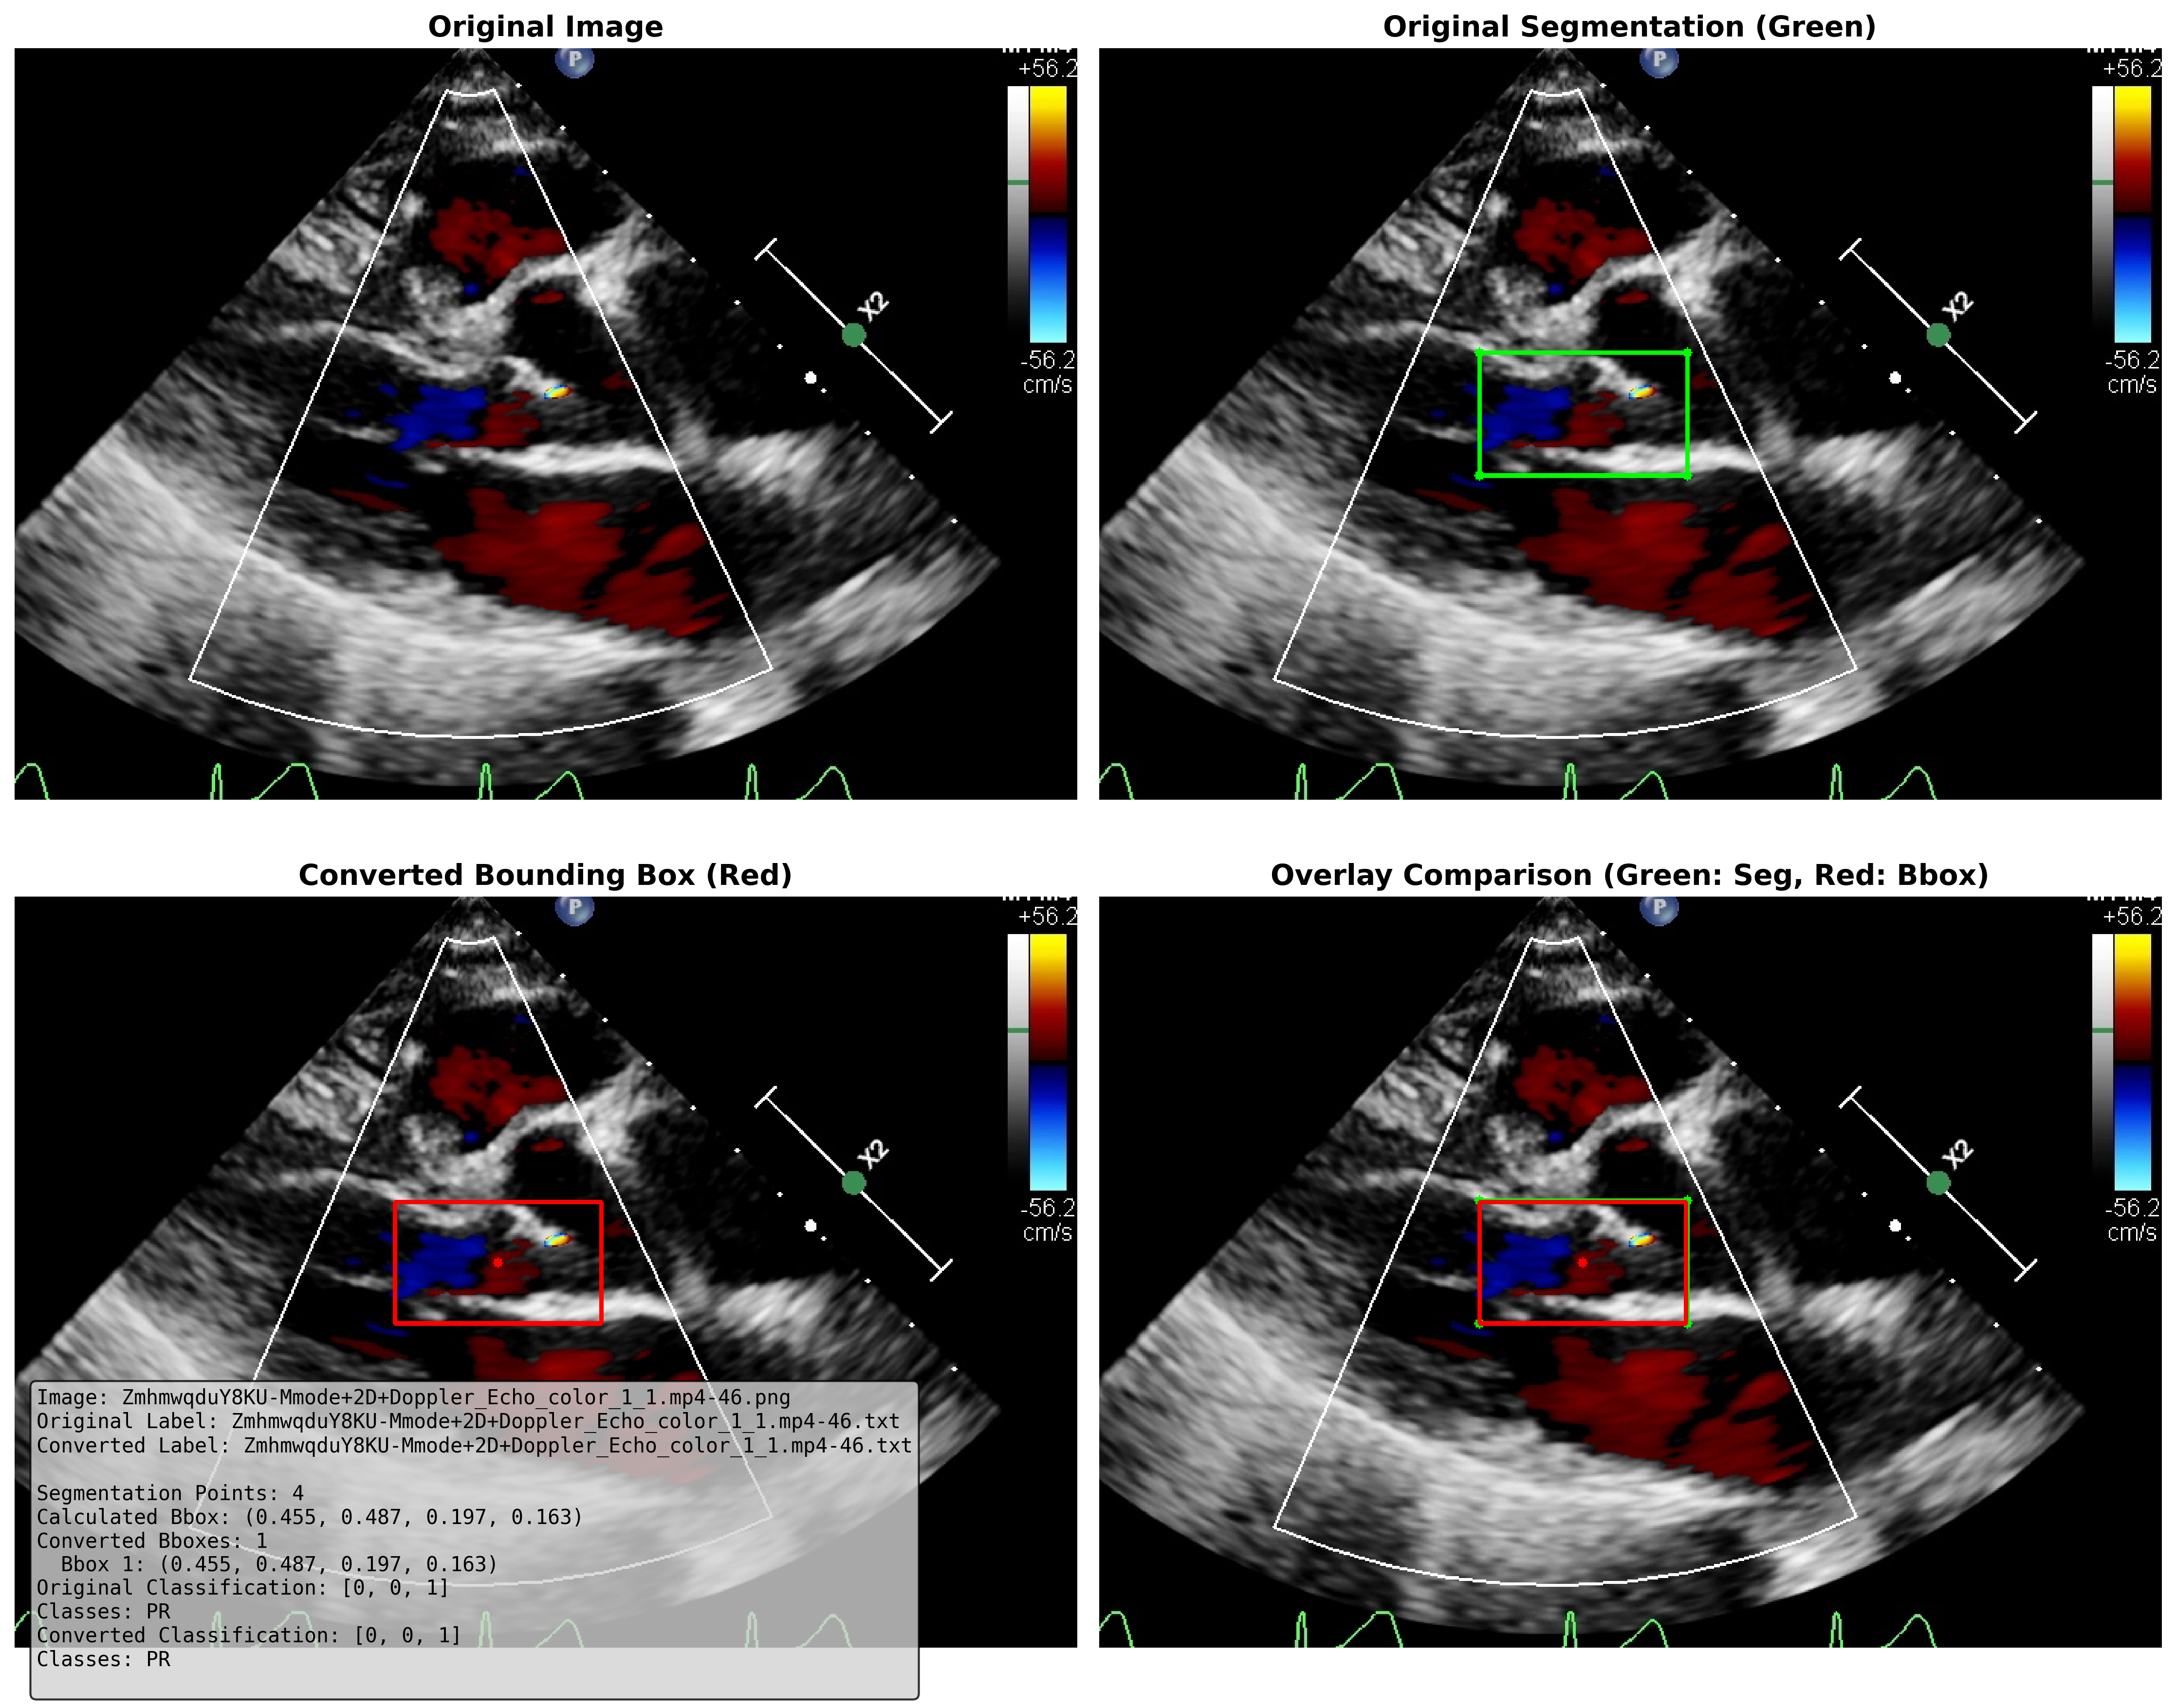 Original Image
P
+56.2
-56.2
cm/s
X2
Original Segmentation (Green)
P
+56.2
-56.2
cm/s
X2
Converted Bounding Box (Red)
P
+56.2
-56.2
cm/s
X2
Image: ZmhmwqduY8KU-Mmode+2D+Doppler_Echo_color_1_1.mp4-46.png
Original Label: ZmhmwqduY8KU-Mmode+2D+Doppler_Echo_color_1_1.mp4-46.txt
Converted Label: ZmhmwqduY8KU-Mmode+2D+Doppler_Echo_color_1_1.mp4-46.txt
Segmentation Points: 4
Calculated Bbox: (0.455, 0.487, 0.197, 0.163)
Converted Bboxes: 1
Bbox 1: (0.455, 0.487, 0.197, 0.163)
Original Classification: [0, 0, 1]
Classes: PR
Converted Classification: [0, 0, 1]
Classes: PR
Overlay Comparison (Green: Seg, Red: Bbox)
P
+56.2
-56.2
cm/s
X2